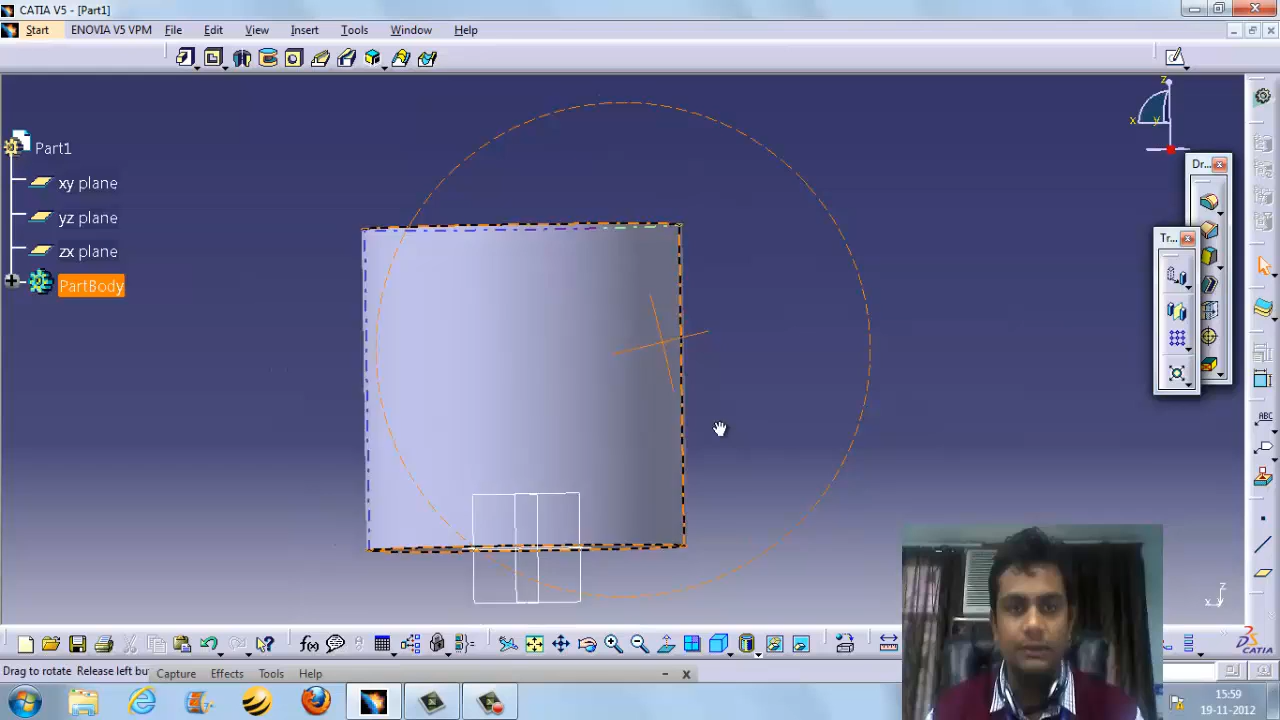 CATIA V5 - [Part1]
Start ENOVIA V5 VPM File Edit View Insert Tools Window Help
z
x y
Dr...
Part1
xy plane
yz plane
Tr...
zx plane
PartBody
ABC
z
x
f(x)
CATIA
Drag to rotate Release left bu Capture Effects Tools Help
15:59
19-11-2012